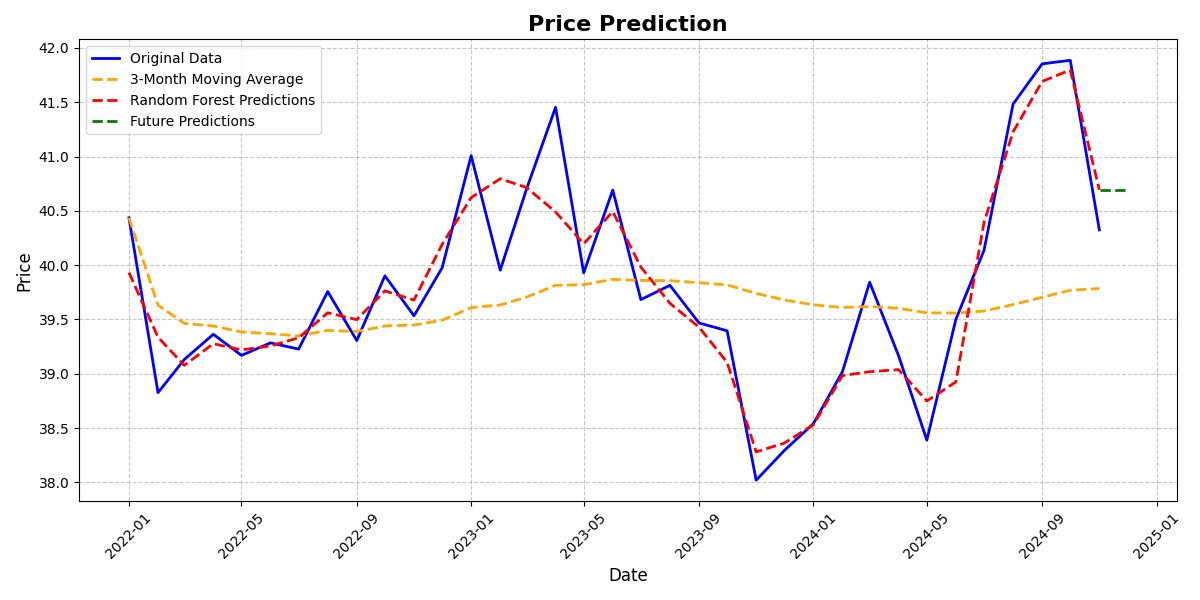 Price Prediction
Original Data
3-Month Moving Average
Random Forest Predictions
Future Predictions
42.0
41.5
41.0
40.5
40.0
39.5
39.0
38.5
38.0
Price
2022-01
2022-05
2022-09
2023-01
2023-05
2023-09
2024-01
2024-05
2024-09
2025-01
Date